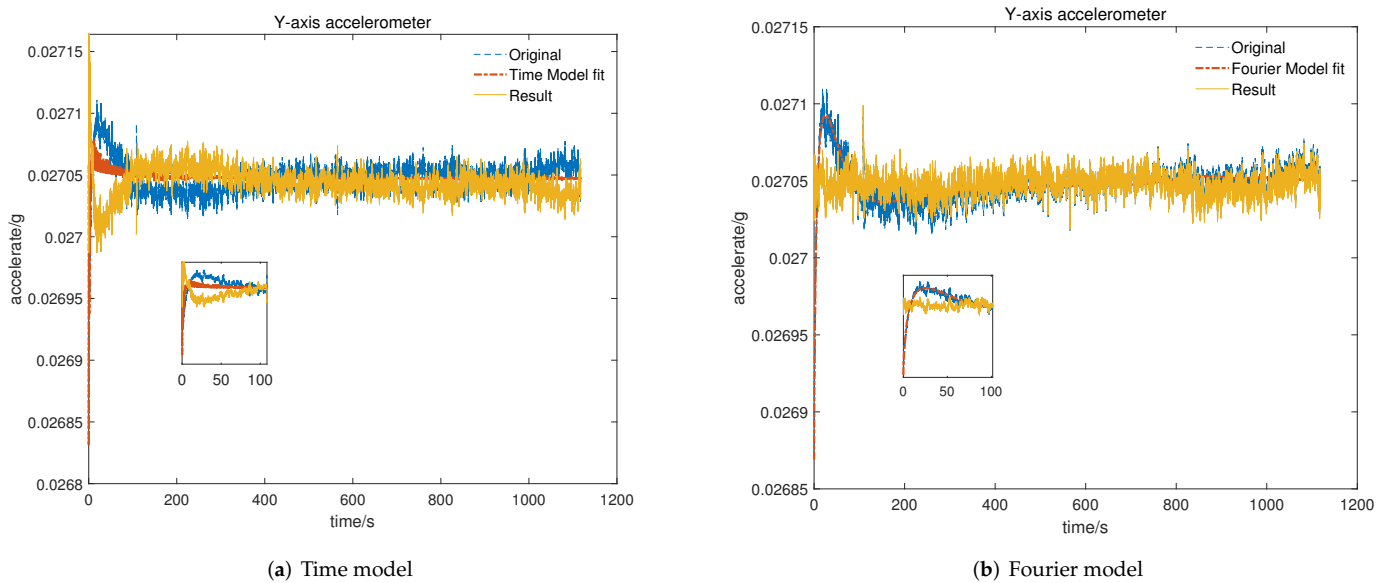 Y-axis accelerometer
0.02715
0.0271
0.02705
0.027
0.02695
0.0269
0.02685
0.0268
accelerate/g
Original
Time Model fit
Result
0 50 100
0 200 400 600 800 1000 1200
time/s
(a) Time model
Y-axis accelerometer
0.02715
0.0271
0.02705
0.027
0.02695
0.0269
0.02685
accelerate/g
Original
Fourier Model fit
Result
0 50 100
0 200 400 600 800 1000 1200
time/s
(b) Fourier model